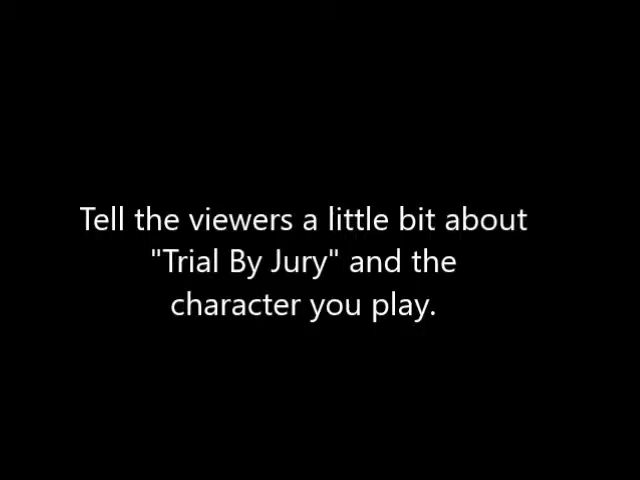 Tell the viewers a little bit about
"Trial By Jury" and the
character you play.